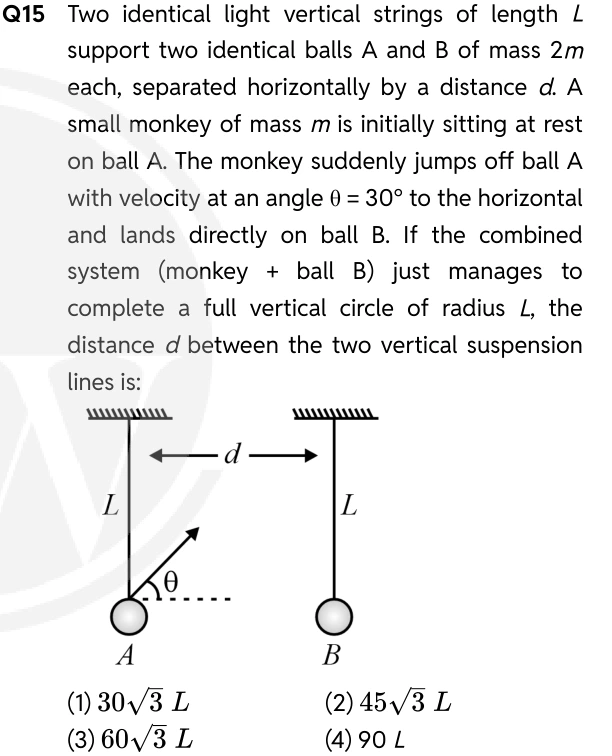 Q15 Two identical light vertical strings of length L
support two identical balls A and B of mass 2m
each, separated horizontally by a distance d. A
small monkey of mass m is initially sitting at rest
on ball A. The monkey suddenly jumps off ball A
with velocity at an angle θ = 30° to the horizontal
and lands directly on ball B. If the combined
system (monkey + ball B) just manages to
complete a full vertical circle of radius L, the
distance d between the two vertical suspension
lines is:
d
L L
θ
A B
(1) 30√3 L (2) 45√3 L
(3) 60√3 L (4) 90 L